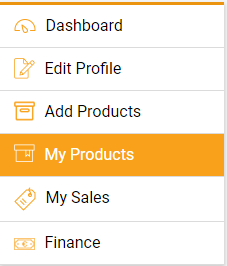 Dashboard
Edit Profile
Add Products
My Products
My Sales
Finance